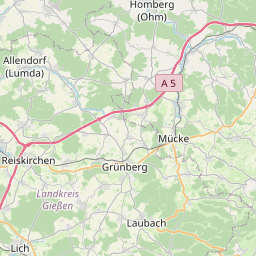 Homberg
(Ohm)
Allendorf
(Lumda)
A 5
Mücke
Reiskirchen
Grünberg
Landkreis
Gießen
Laubach
Lich